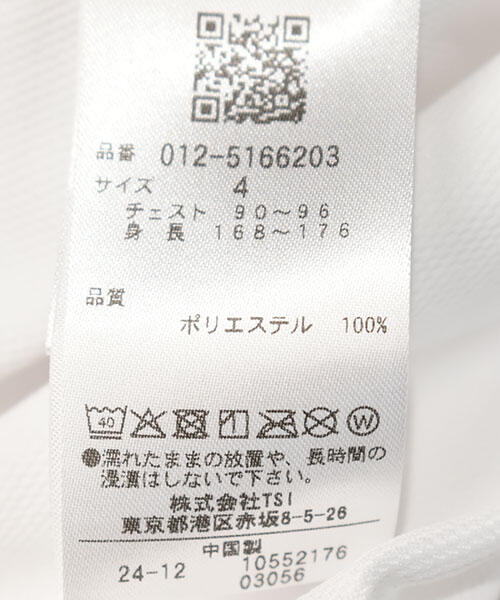 品番 012-5166203
サイズ 4
チェスト 90～96
身長 168～176
品質
ポリエステル 100%
40 W
●濡れたままの放置や、長時間の
浸漬はしないで下さい。
株式会社TSI
東京都港区赤坂8-5-26
中国製
24-12 10552176
03056